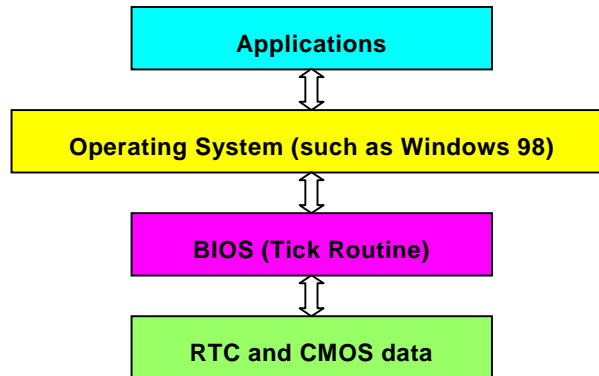 Applications
Operating System (such as Windows 98)
BIOS (Tick Routine)
RTC and CMOS data